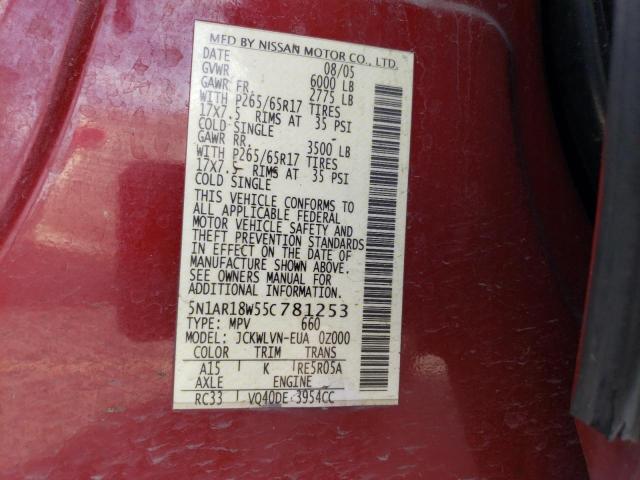 MFD BY NISSAN MOTOR CO., LTD.
DATE 08/05
GVWR 6000 LB
GAWR FR. 2775 LB
WITH P265/65R17 TIRES
17X7.5 RIMS AT 35 PSI
COLD SINGLE -
GAWR RR. 3500 LB
WITH P265/65R17 TIRES
17X7.5 RIMS AT 35 PSI
COLD SINGLE
THIS VEHICLE CONFORMS TO
ALL APPLICABLE FEDERAL
MOTOR VEHICLE SAFETY AND
THEFT PREVENTION STANDARDS
IN EFFECT ON THE DATE OF
MANUFACTURE SHOWN ABOVE.
SEE OWNERS MANUAL FOR
ADDITIONAL INFORMATION
5N1AR18W55C781253
TYPE: MPV 660
MODEL: JCKWLVN-EUA 0Z000
COLOR TRIM TRANS
A15 K RE5R05A
AXLE ENGINE
RC33 VQ40DE 3954CC